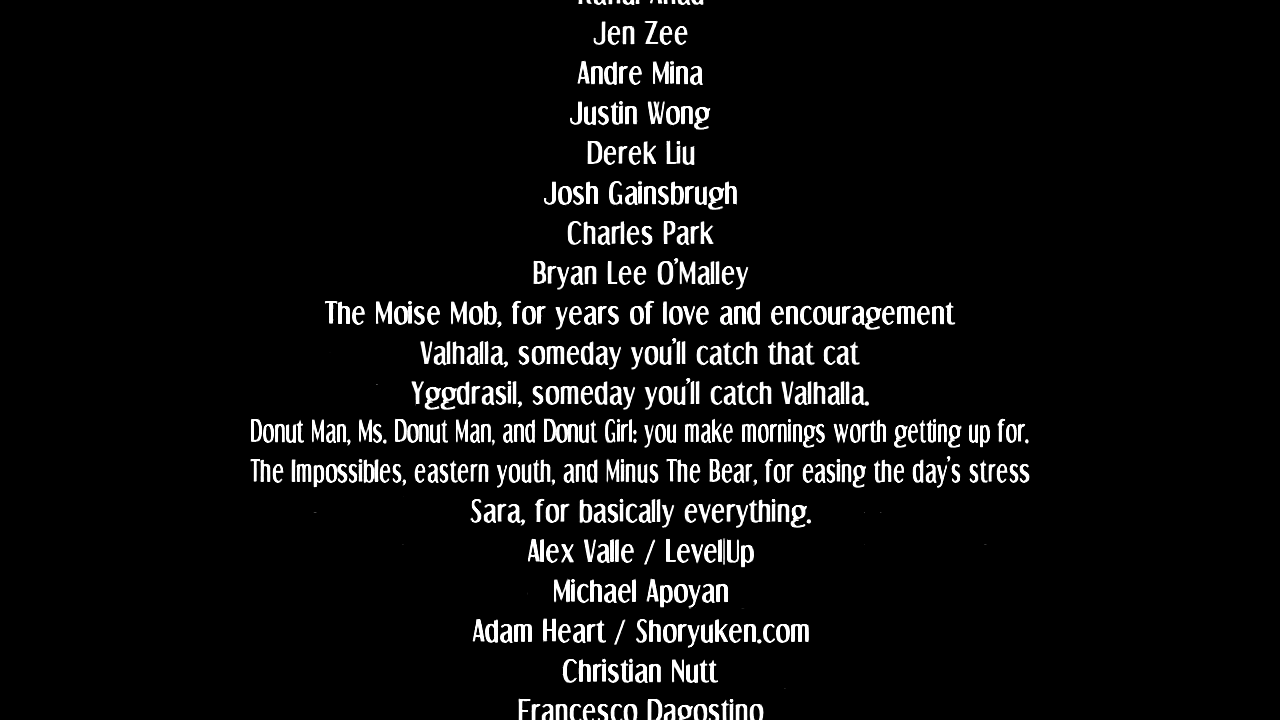 Jen Zee
Andre Mina
Justin Wong
Derek Liu
Josh Gainsbrugh
Charles Park
Bryan Lee O'Malley
The Moise Mob, for years of love and encouragement
Valhalla, someday you'll catch that cat
Yggdrasil, someday you'll catch Valhalla.
Donut Man, Ms. Donut Man, and Donut Girl: you make mornings worth getting up for.
The Impossibles, eastern youth, and Minus The Bear, for easing the day's stress
Sara, for basically everything.
Alex Valle / Level|Up
Michael Apoyan
Adam Heart / Shoryuken.com
Christian Nutt
Francesco Dagostino